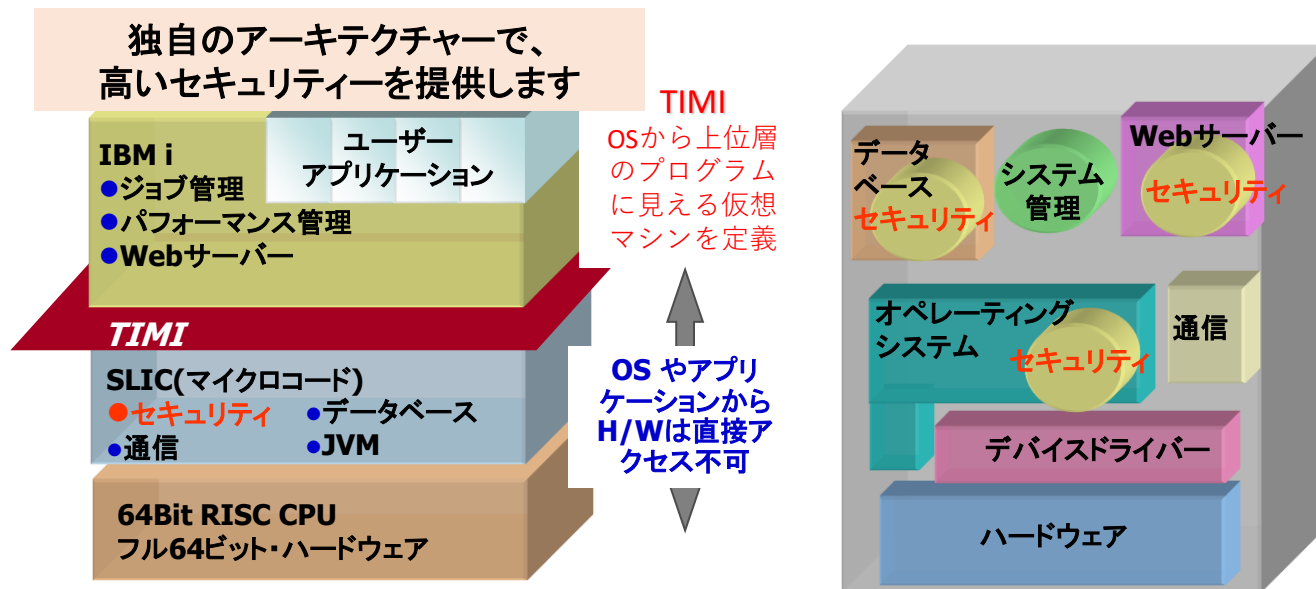 独自のアーキテクチャーで、
高いセキュリティーを提供します
IBM i
●ジョブ管理
●パフォーマンス管理
●Webサーバー
ユーザー
アプリケーション
TIMI
SLIC(マイクロコード)
●セキュリティ
●データベース
●通信
●JVM
64Bit RISC CPU
フル64ビット・ハードウェア
TIMI
OSから上位層
のプログラム
に見える仮想
マシンを定義
OS やアプリ
ケーションから
H/Wは直接ア
クセス不可
データ
ベース
セキュリティ
システム
管理
Webサーバー
セキュリティ
オペレーティング
システム
セキュリティ
通信
デバイスドライバー
ハードウェア